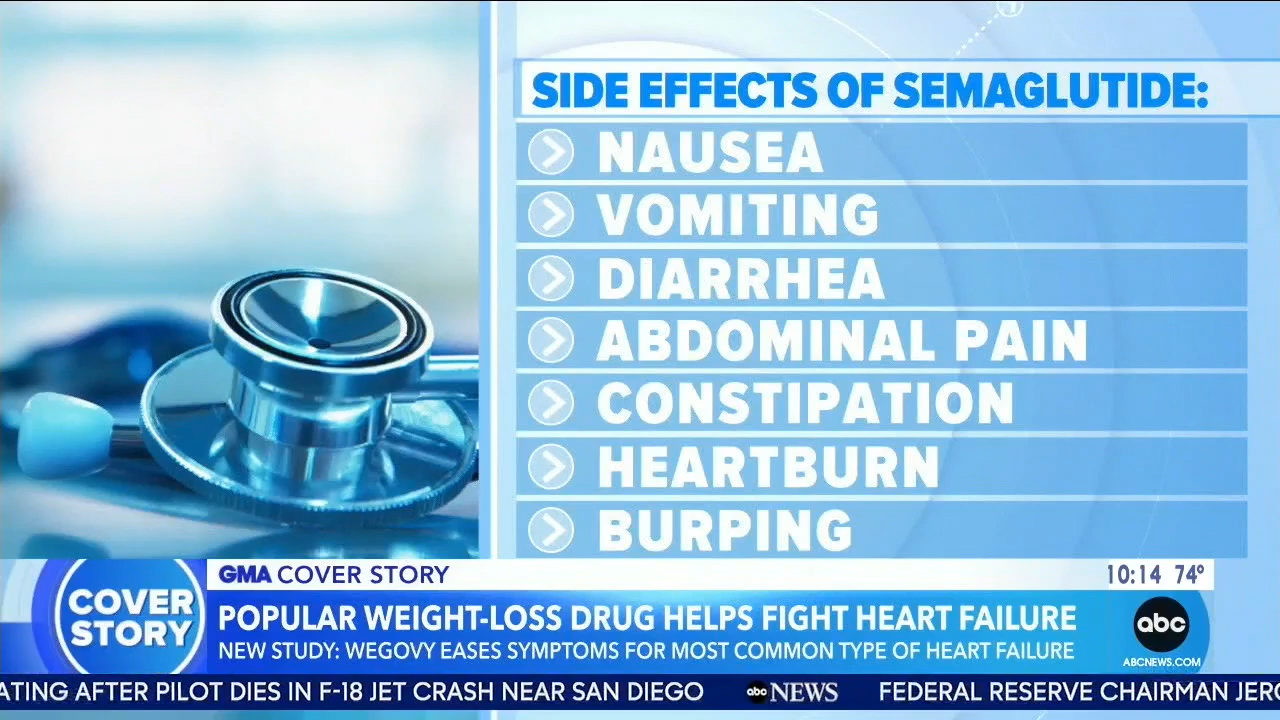 SIDE EFFECTS OF SEMAGLUTIDE:
NAUSEA
VOMITING
DIARRHEA
ABDOMINAL PAIN
CONSTIPATION
HEARTBURN
BURPING
COVER STORY
GMA COVER STORY
10:14 74°
POPULAR WEIGHT-LOSS DRUG HELPS FIGHT HEART FAILURE
NEW STUDY: WEGOVY EASES SYMPTOMS FOR MOST COMMON TYPE OF HEART FAILURE
abc
ABCNEWS.COM
ATING AFTER PILOT DIES IN F-18 JET CRASH NEAR SAN DIEGO abc NEWS FEDERAL RESERVE CHAIRMAN JERO